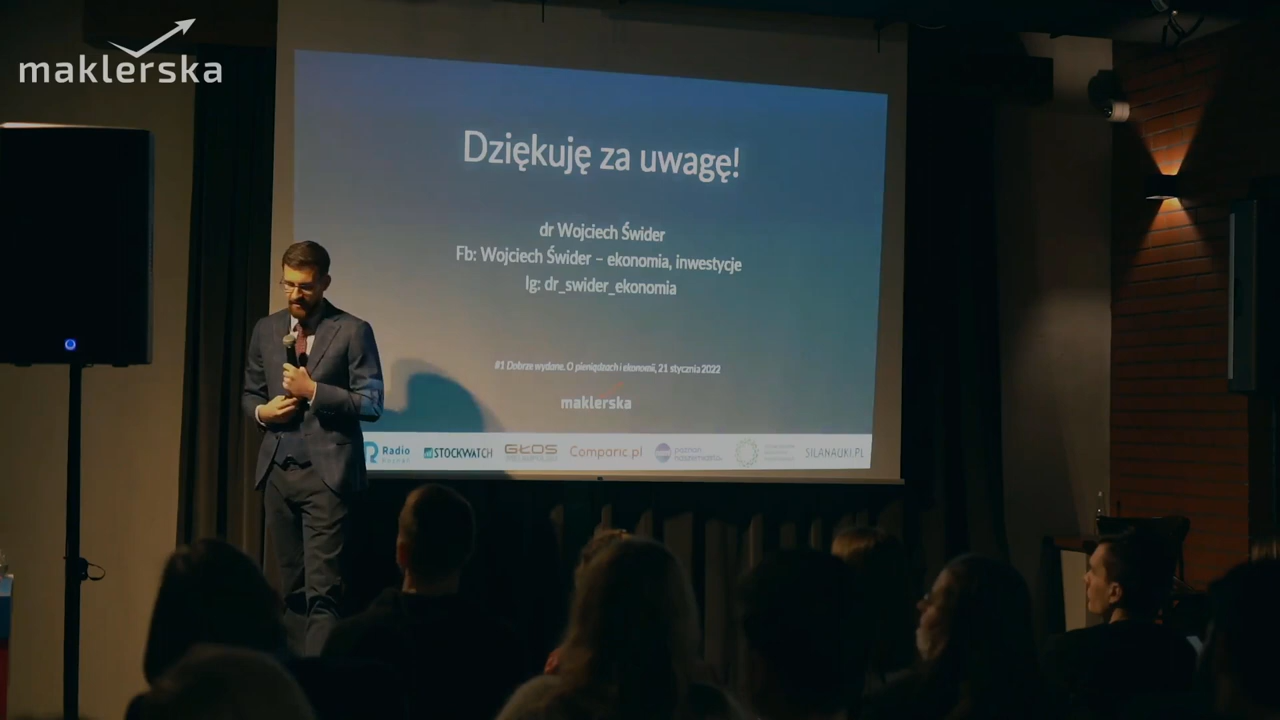 maklerska
Dziękuję za uwagę!
dr Wojciech Świder
Fb: Wojciech Świder – ekonomia, inwestycje
Ig: dr_swider_ekonomia
#1 Dobrze wydane. O pieniądzach i ekonomii, 21 stycznia 2022
maklerska
Radio
STOCKWATCH
GŁOS
Comparic.pl
SILANAUKI.PL